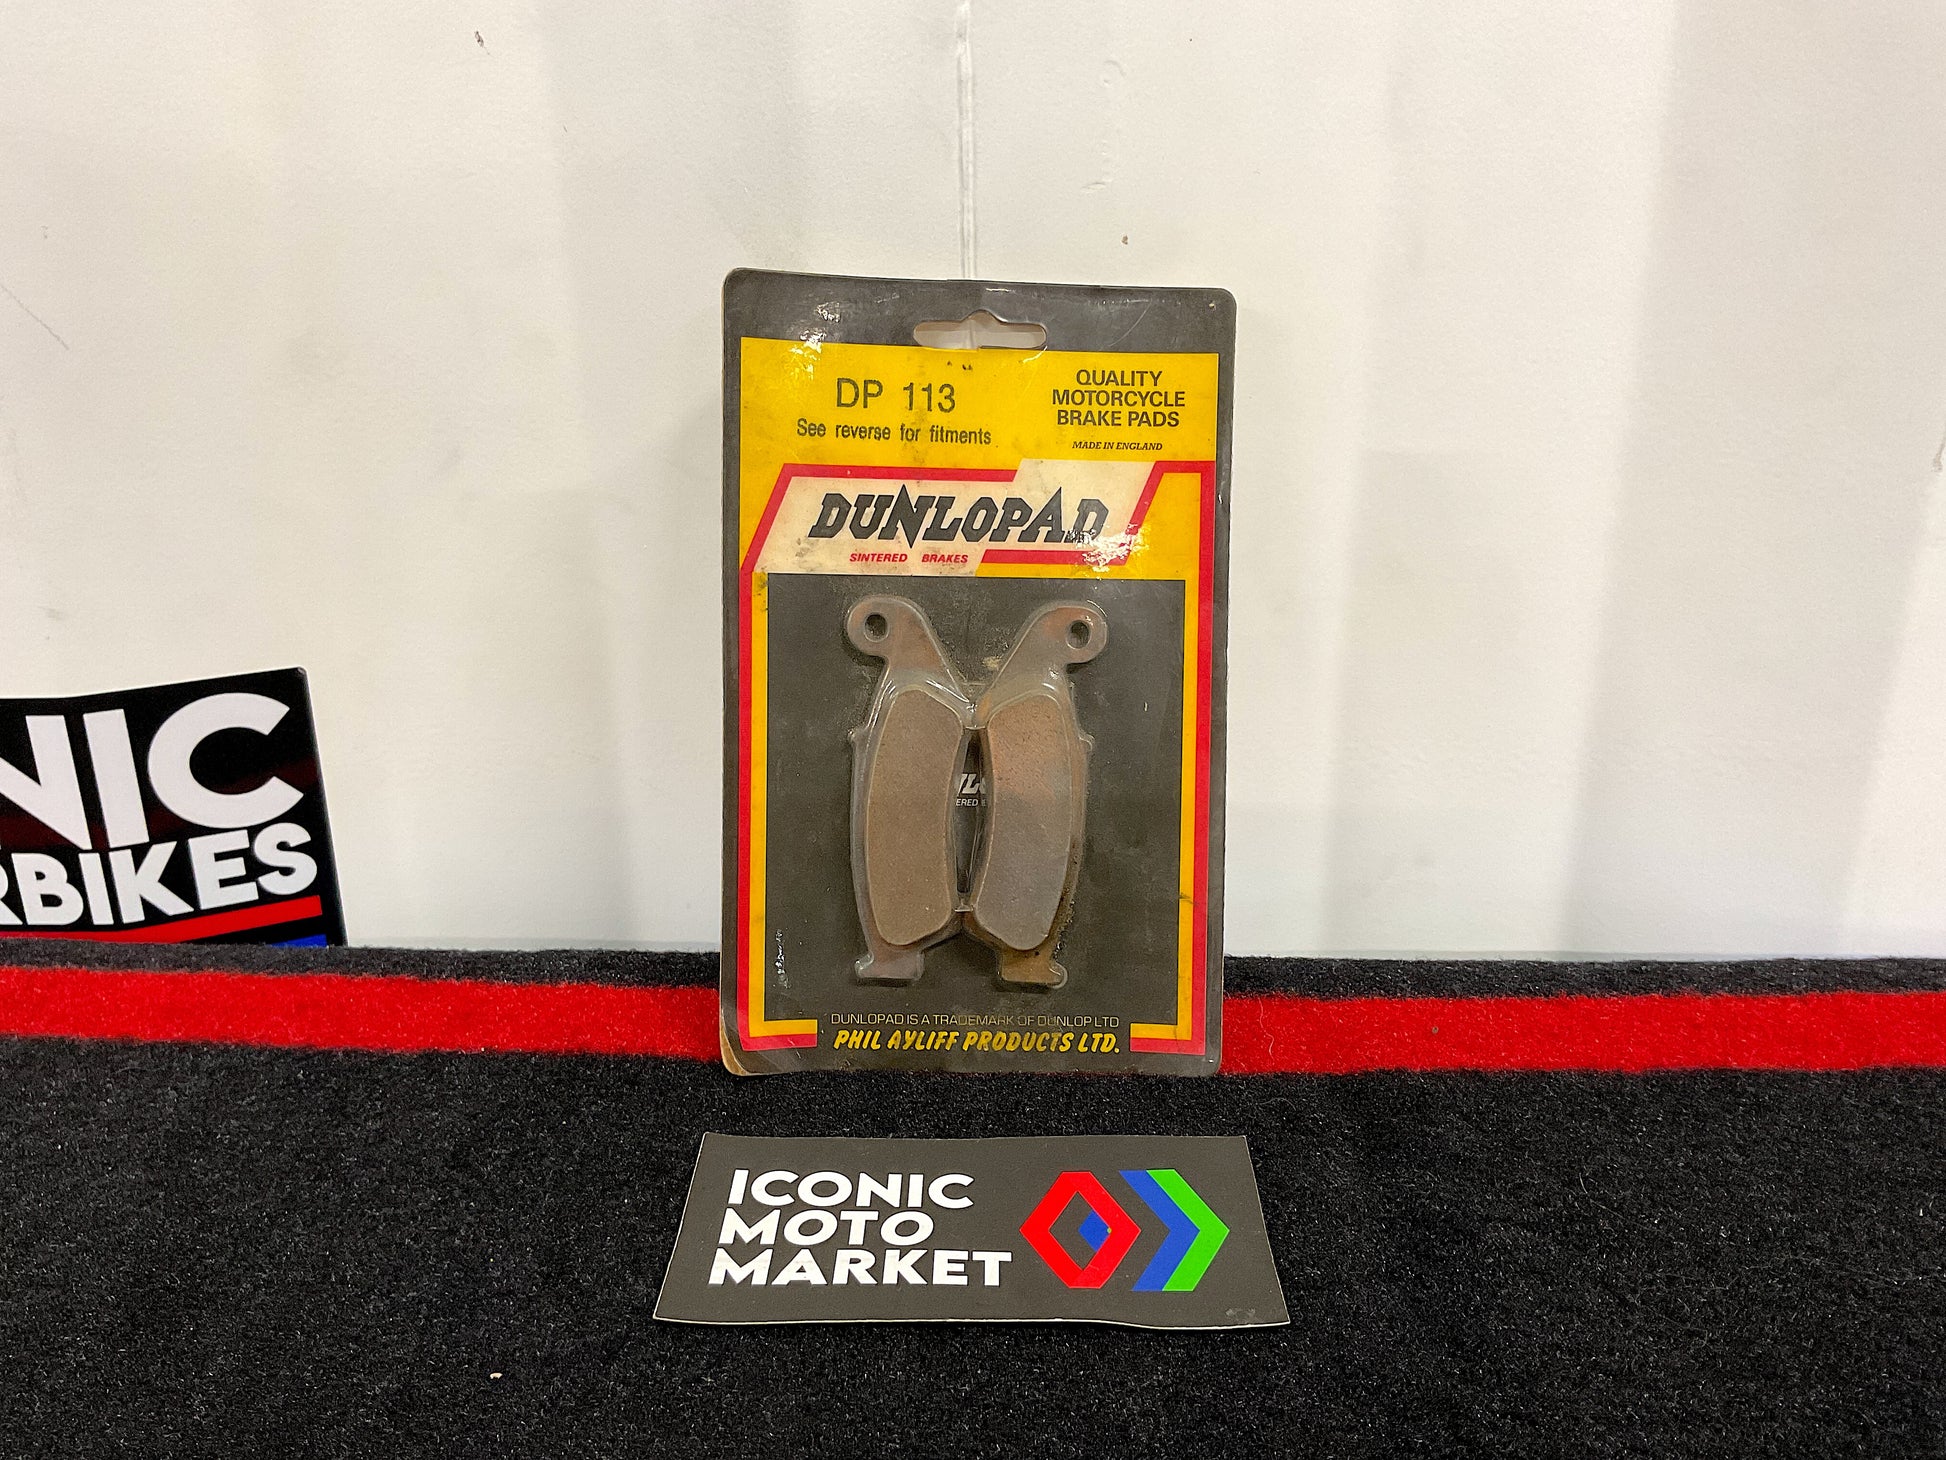 DP 113
See reverse for fitments
QUALITY
MOTORCYCLE
BRAKE PADS
MADE IN ENGLAND
DUNLOPAD
SINTERED BRAKES
DUNLOPAD IS A TRADEMARK OF DUNLOP LTD
PHIL AYLIFF PRODUCTS LTD.
NIC
RBIKES
ICONIC
MOTO
MARKET